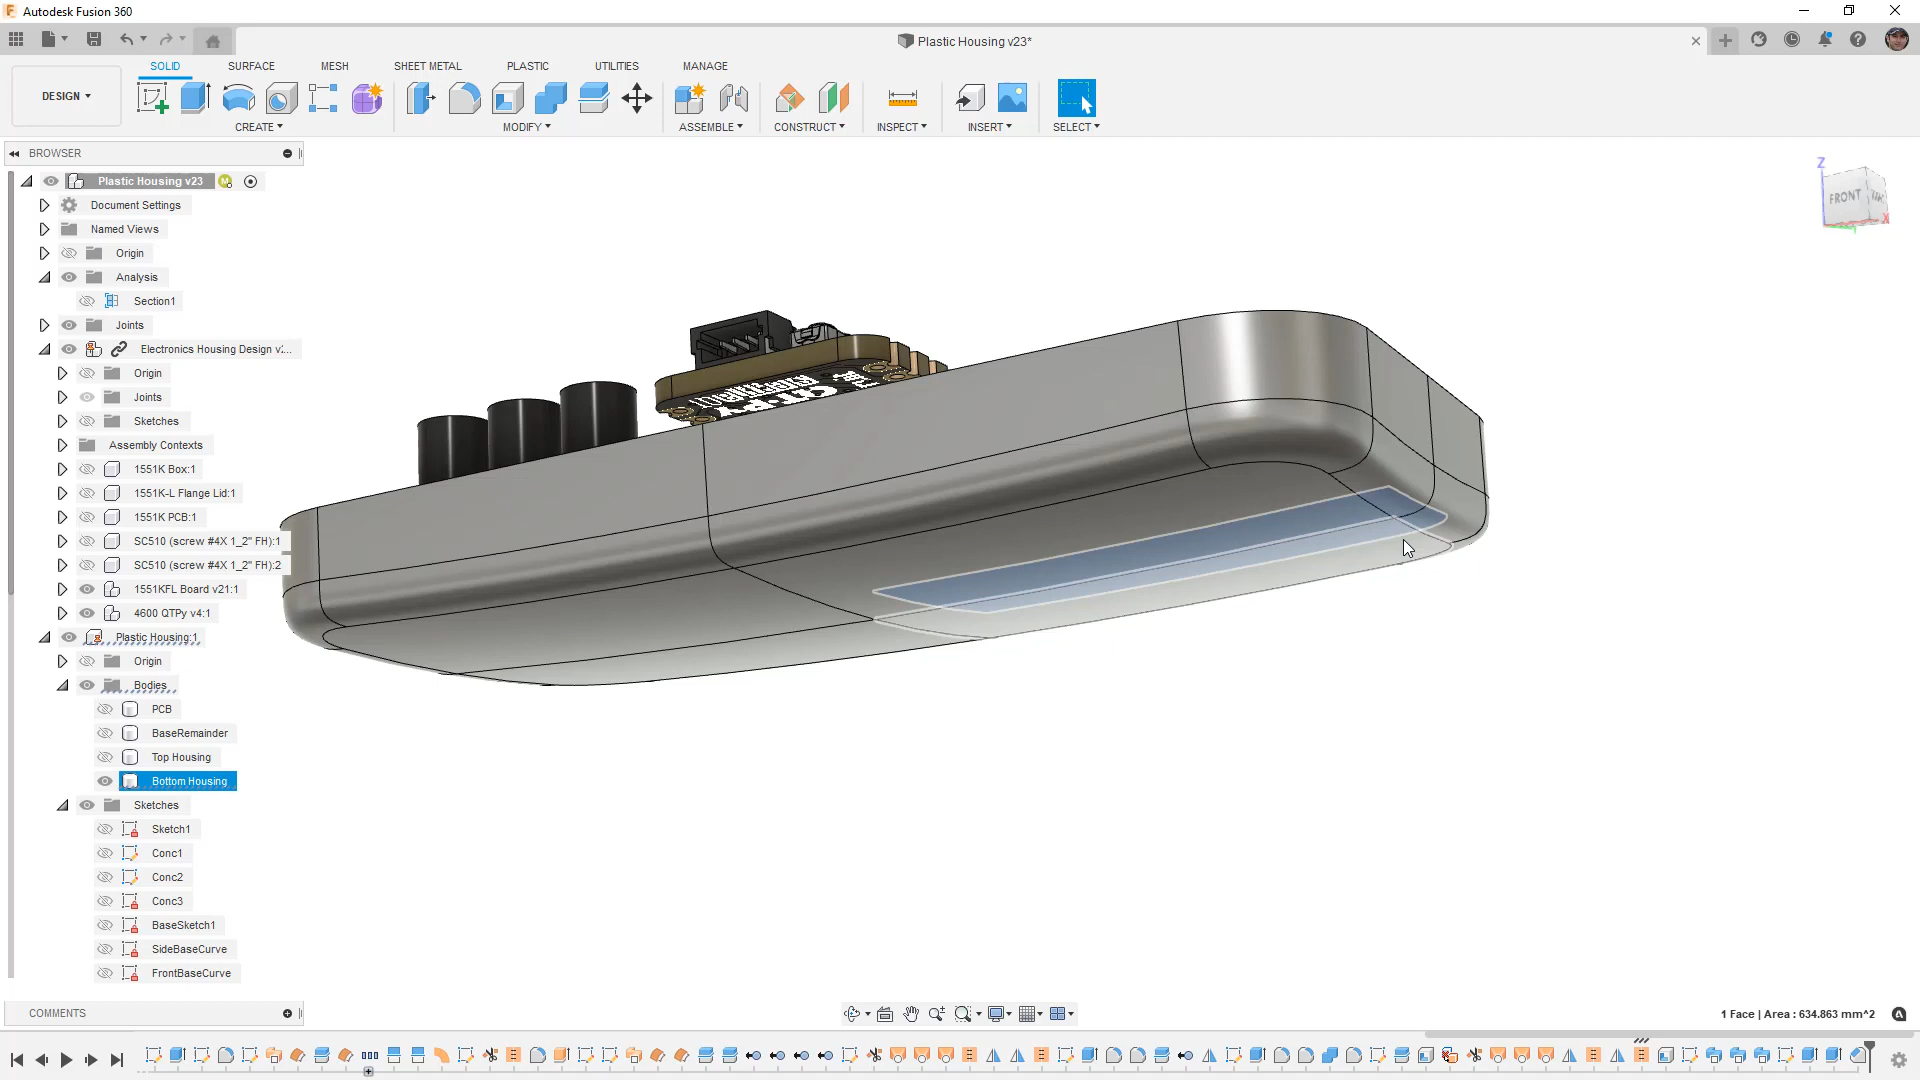 Autodesk Fusion 360
Plastic Housing v23*
DESIGN
SOLID
SURFACE
MESH
SHEET METAL
PLASTIC
UTILITIES
MANAGE
CREATE
MODIFY
ASSEMBLE
CONSTRUCT
INSPECT
INSERT
SELECT
BROWSER
Plastic Housing v23
Document Settings
Named Views
Origin
Analysis
Section1
Joints
Electronics Housing Design v:...
Origin
Joints
Sketches
Assembly Contexts
1551K Box:1
1551K-L Flange Lid:1
1551K PCB:1
SC510 (screw #4X 1_2" FH):1
SC510 (screw #4X 1_2" FH):2
1551KFL Board v21:1
4600 QTPy v4:1
Plastic Housing:1
Origin
Bodies
PCB
BaseRemainder
Top Housing
Bottom Housing
Sketches
Sketch1
Conc1
Conc2
Conc3
BaseSketch1
SideBaseCurve
FrontBaseCurve
Z
FRONT
X
COMMENTS
1 Face | Area : 634.863 mm^2